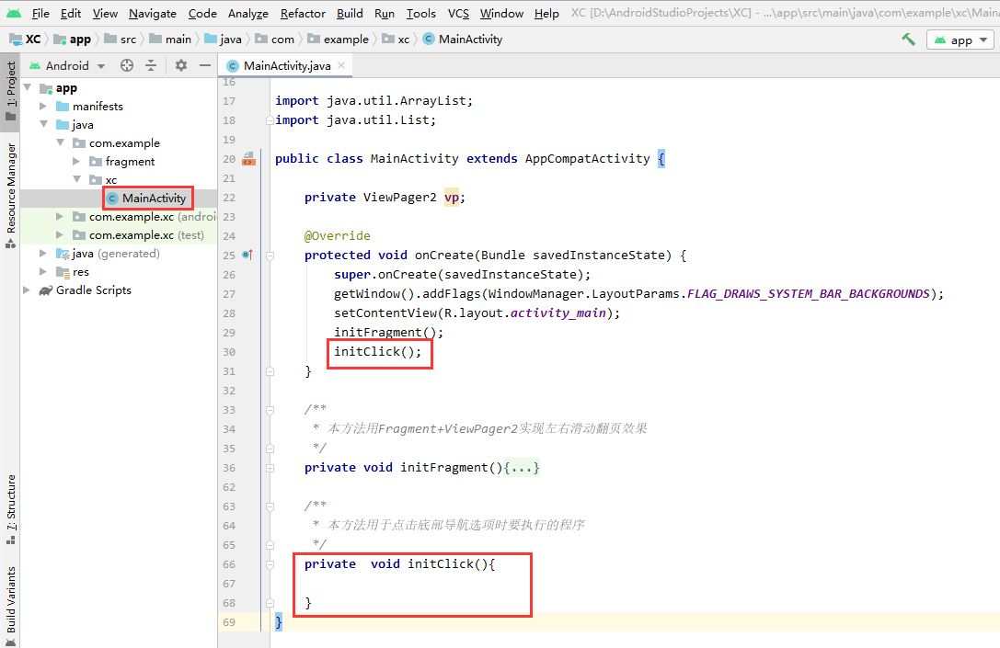 File Edit View Navigate Code Analyze Refactor Build Run Tools VCS Window Help XC [D:\AndroidStudioProjects\XC] - ...\app\src\main\java\com\example\xc\Main
XC app src main java com example xc MainActivity app
1: Project
Android
MainActivity.java
app
manifests
java
com.example
fragment
xc
MainActivity
com.example.xc (androi
com.example.xc (test)
java (generated)
res
Gradle Scripts
Resource Manager
7: Structure
Build Variants
16
17 import java.util.ArrayList;
18 import java.util.List;
19
20 public class MainActivity extends AppCompatActivity {
21
22 private ViewPager2 vp;
23
24 @Override
25 protected void onCreate(Bundle savedInstanceState) {
26 super.onCreate(savedInstanceState);
27 getWindow().addFlags(WindowManager.LayoutParams.FLAG_DRAWS_SYSTEM_BAR_BACKGROUNDS);
28 setContentView(R.layout.activity_main);
29 initFragment();
30 initClick();
31 }
32
33 /**
34 * 本方法用Fragment+ViewPager2实现左右滑动翻页效果
35 */
36 private void initFragment(){...}
62
63 /**
64 * 本方法用于点击底部导航选项时要执行的程序
65 */
66 private  void initClick(){
67
68 }
69 }